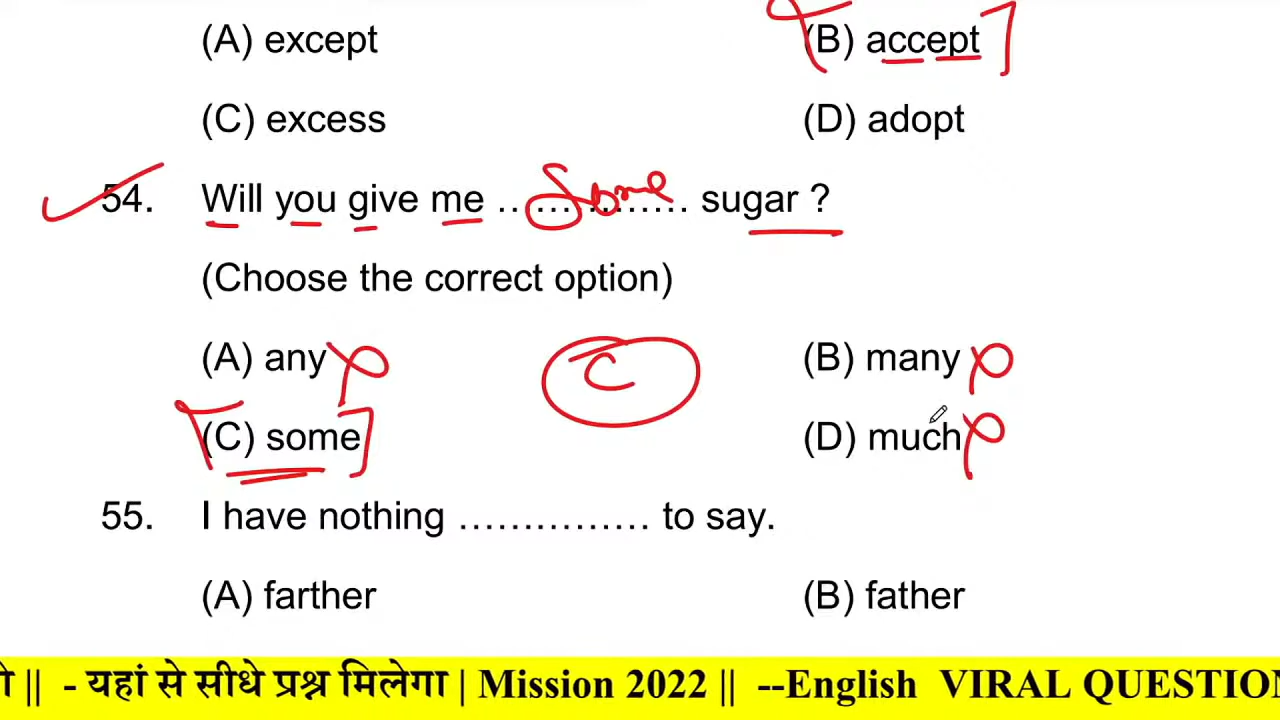 (A) except (B) accept
(C) excess (D) adopt
54. Will you give me ……Some…… sugar ?
(Choose the correct option)
(A) any C (B) many
(C) some (D) much
55. I have nothing …………… to say.
(A) farther (B) father
|| - यहां से सीधे प्रश्न मिलेगा | Mission 2022 || --English VIRAL